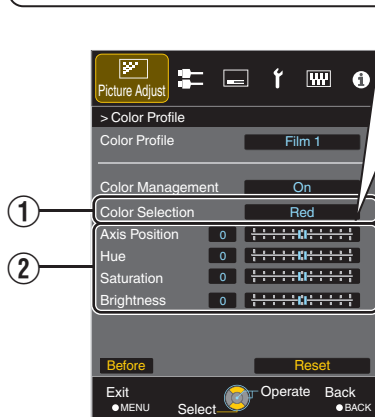 Picture Adjust
> Color Profile
Color Profile Film 1
Color Management On
① Color Selection Red
② Axis Position 0
Hue 0
Saturation 0
Brightness 0
Before Reset
Exit Operate Back
●MENU Select ●BACK